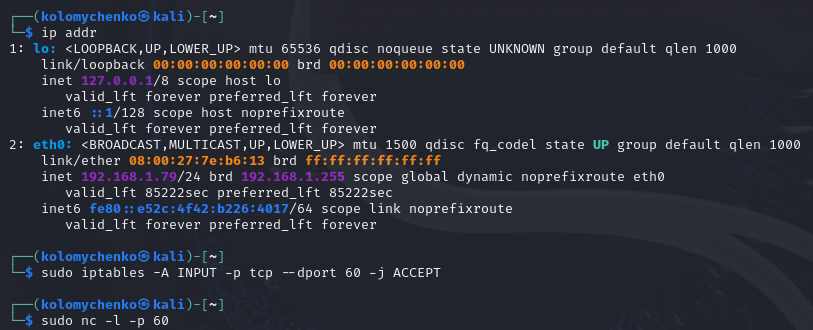 ┌──(kolomychenko㉿kali)-[~]
└─$ ip addr
1: lo: <LOOPBACK,UP,LOWER_UP> mtu 65536 qdisc noqueue state UNKNOWN group default qlen 1000
    link/loopback 00:00:00:00:00:00 brd 00:00:00:00:00:00
    inet 127.0.0.1/8 scope host lo
       valid_lft forever preferred_lft forever
    inet6 ::1/128 scope host noprefixroute
       valid_lft forever preferred_lft forever
2: eth0: <BROADCAST,MULTICAST,UP,LOWER_UP> mtu 1500 qdisc fq_codel state UP group default qlen 1000
    link/ether 08:00:27:7e:b6:13 brd ff:ff:ff:ff:ff:ff
    inet 192.168.1.79/24 brd 192.168.1.255 scope global dynamic noprefixroute eth0
       valid_lft 85222sec preferred_lft 85222sec
    inet6 fe80::e52c:4f42:b226:4017/64 scope link noprefixroute
       valid_lft forever preferred_lft forever
┌──(kolomychenko㉿kali)-[~]
└─$ sudo iptables -A INPUT -p tcp --dport 60 -j ACCEPT
┌──(kolomychenko㉿kali)-[~]
└─$ sudo nc -l -p 60